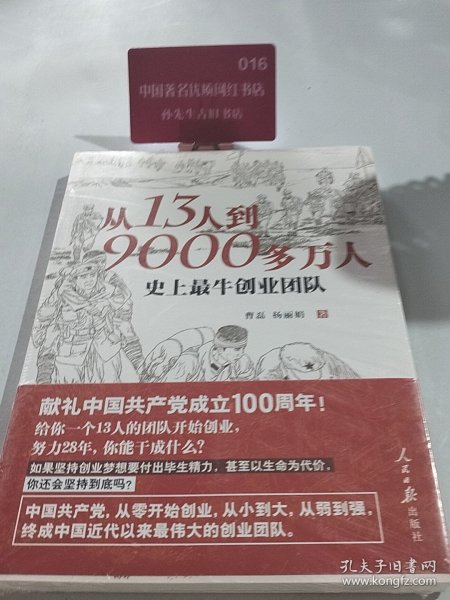 016
中国著名优质网红书店
孙先生古旧书店
从13人到
9000多万人
史上最牛创业团队
曹磊 杨丽娟 著
献礼中国共产党成立100周年！
给你一个13人的团队开始创业，
努力28年，你能干成什么？
如果坚持创业梦想要付出毕生精力，甚至以生命为代价。
你还会坚持到底吗？
中国共产党，从零开始创业，从小到大，从弱到强，
终成中国近代以来最伟大的创业团队。
人民日报出版社
孔夫子旧书网
www.kongfz.com